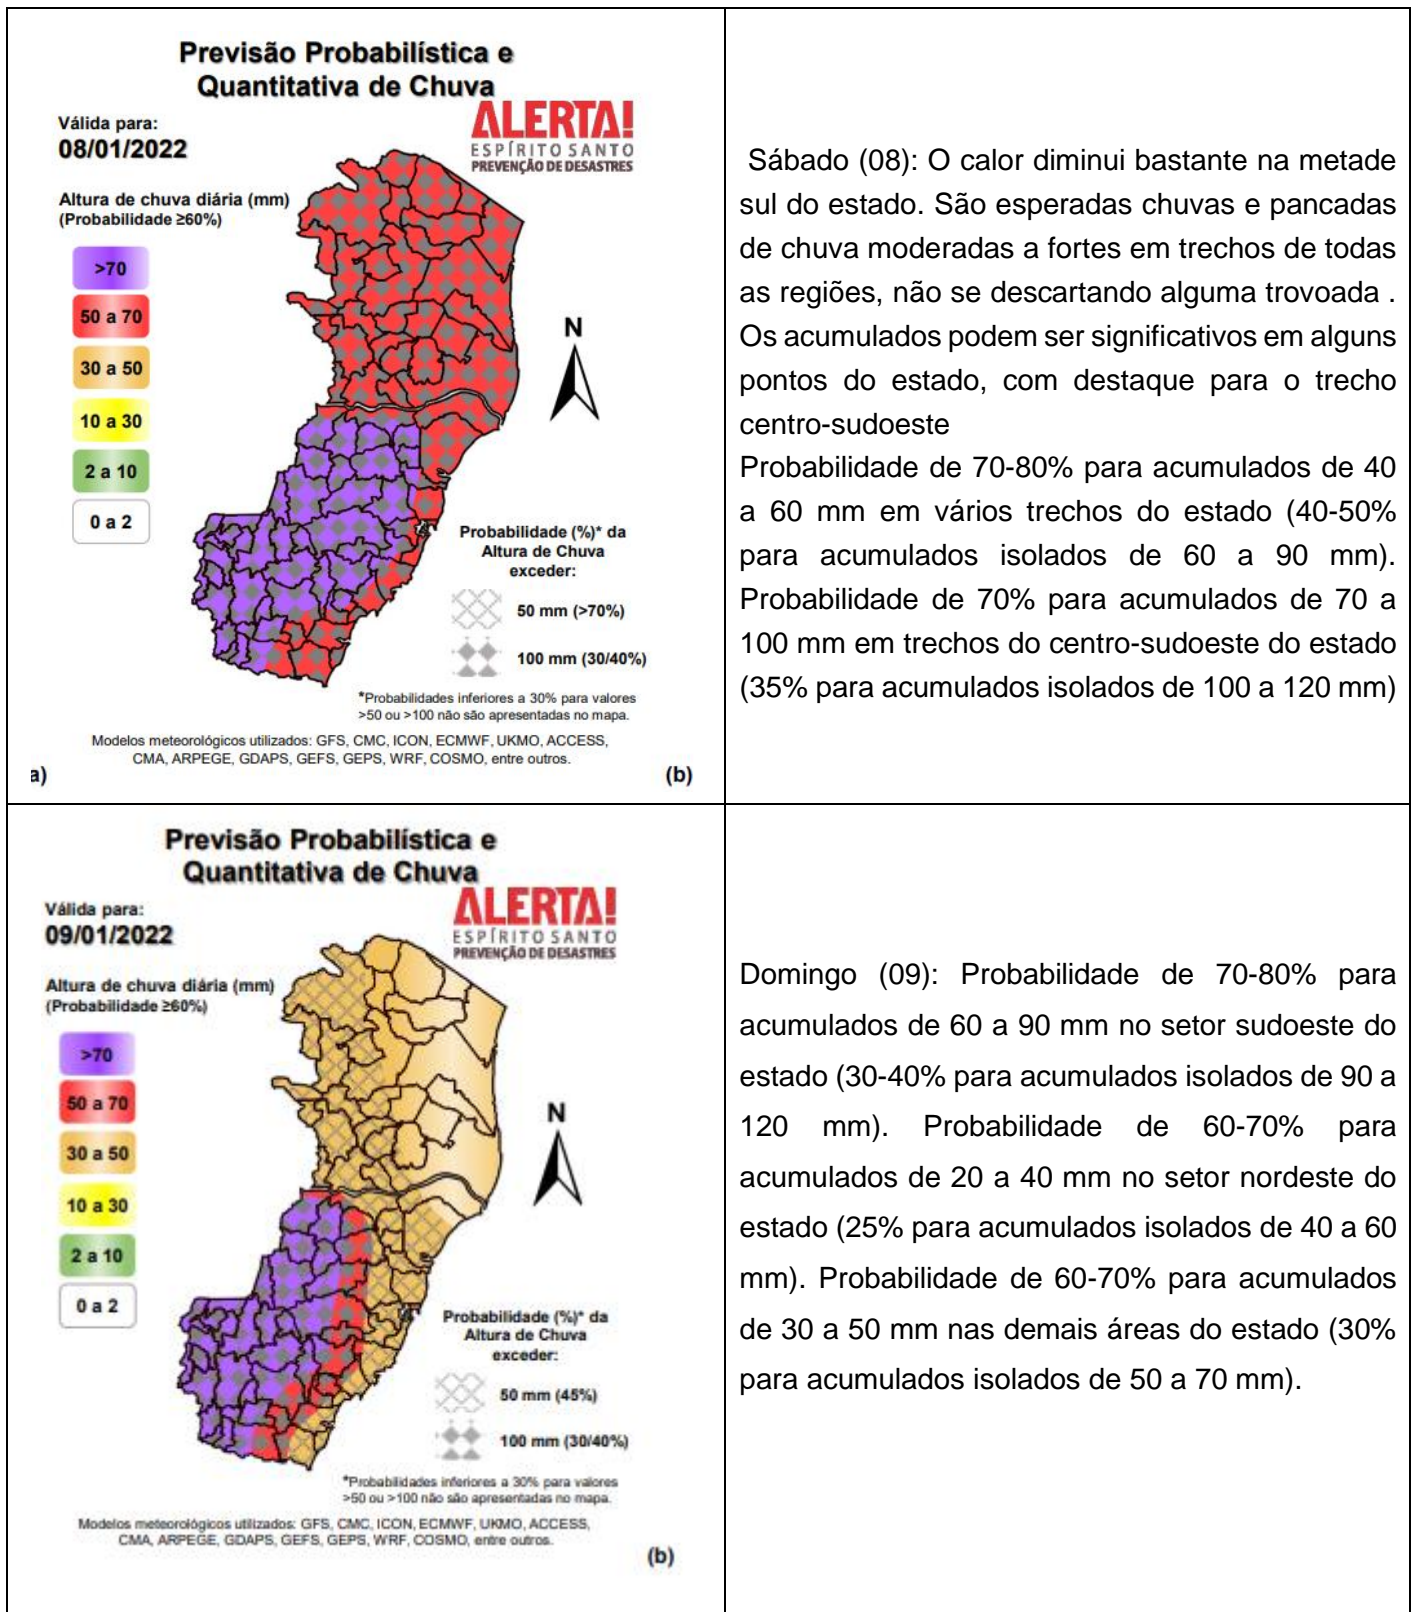 Previsão Probabilística e
Quantitativa de Chuva
ALERTA!
ESPÍRITO SANTO
PREVENÇÃO DE DESASTRES
Válida para:
08/01/2022
Altura de chuva diária (mm)
(Probabilidade ≥60%)
>70
50 a 70
30 a 50
10 a 30
2 a 10
0 a 2
N
Probabilidade (%)* da
Altura de Chuva
exceder:
50 mm (>70%)
100 mm (30/40%)
*Probabilidades inferiores a 30% para valores
>50 ou >100 não são apresentadas no mapa.
Modelos meteorológicos utilizados: GFS, CMC, ICON, ECMWF, UKMO, ACCESS,
CMA, ARPEGE, GDAPS, GEFS, GEPS, WRF, COSMO, entre outros.
a)
(b)
Sábado (08): O calor diminui bastante na metade
sul do estado. São esperadas chuvas e pancadas
de chuva moderadas a fortes em trechos de todas
as regiões, não se descartando alguma trovoada .
Os acumulados podem ser significativos em alguns
pontos do estado, com destaque para o trecho
centro-sudoeste
Probabilidade de 70-80% para acumulados de 40
a 60 mm em vários trechos do estado (40-50%
para acumulados isolados de 60 a 90 mm).
Probabilidade de 70% para acumulados de 70 a
100 mm em trechos do centro-sudoeste do estado
(35% para acumulados isolados de 100 a 120 mm)
Previsão Probabilística e
Quantitativa de Chuva
ALERTA!
ESPÍRITO SANTO
PREVENÇÃO DE DESASTRES
Válida para:
09/01/2022
Altura de chuva diária (mm)
(Probabilidade ≥60%)
>70
50 a 70
30 a 50
10 a 30
2 a 10
0 a 2
N
Probabilidade (%)* da
Altura de Chuva
exceder:
50 mm (45%)
100 mm (30/40%)
*Probabilidades inferiores a 30% para valores
>50 ou >100 não são apresentadas no mapa.
Modelos meteorológicos utilizados: GFS, CMC, ICON, ECMWF, UKMO, ACCESS,
CMA, ARPEGE, GDAPS, GEFS, GEPS, WRF, COSMO, entre outros.
(b)
Domingo (09): Probabilidade de 70-80% para
acumulados de 60 a 90 mm no setor sudoeste do
estado (30-40% para acumulados isolados de 90 a
120 mm). Probabilidade de 60-70% para
acumulados de 20 a 40 mm no setor nordeste do
estado (25% para acumulados isolados de 40 a 60
mm). Probabilidade de 60-70% para acumulados
de 30 a 50 mm nas demais áreas do estado (30%
para acumulados isolados de 50 a 70 mm).